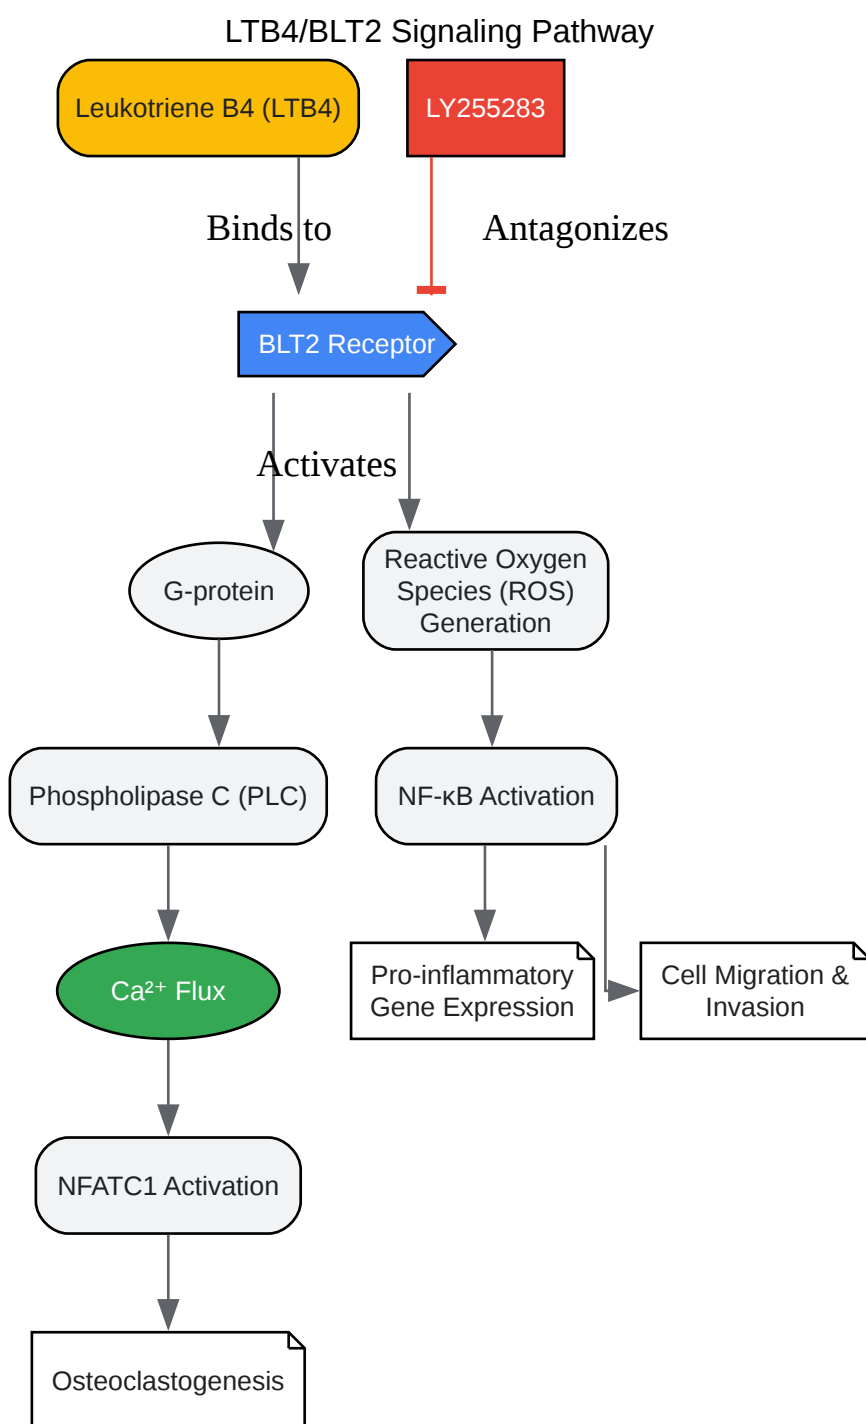 LTB4/BLT2 Signaling Pathway
Leukotriene B4 (LTB4)
LY255283
Binds to
Antagonizes
BLT2 Receptor
Activates
G-protein
Reactive Oxygen
Species (ROS)
Generation
Phospholipase C (PLC)
NF-κB Activation
Ca²⁺ Flux
Pro-inflammatory
Gene Expression
Cell Migration &
Invasion
NFATC1 Activation
Osteoclastogenesis